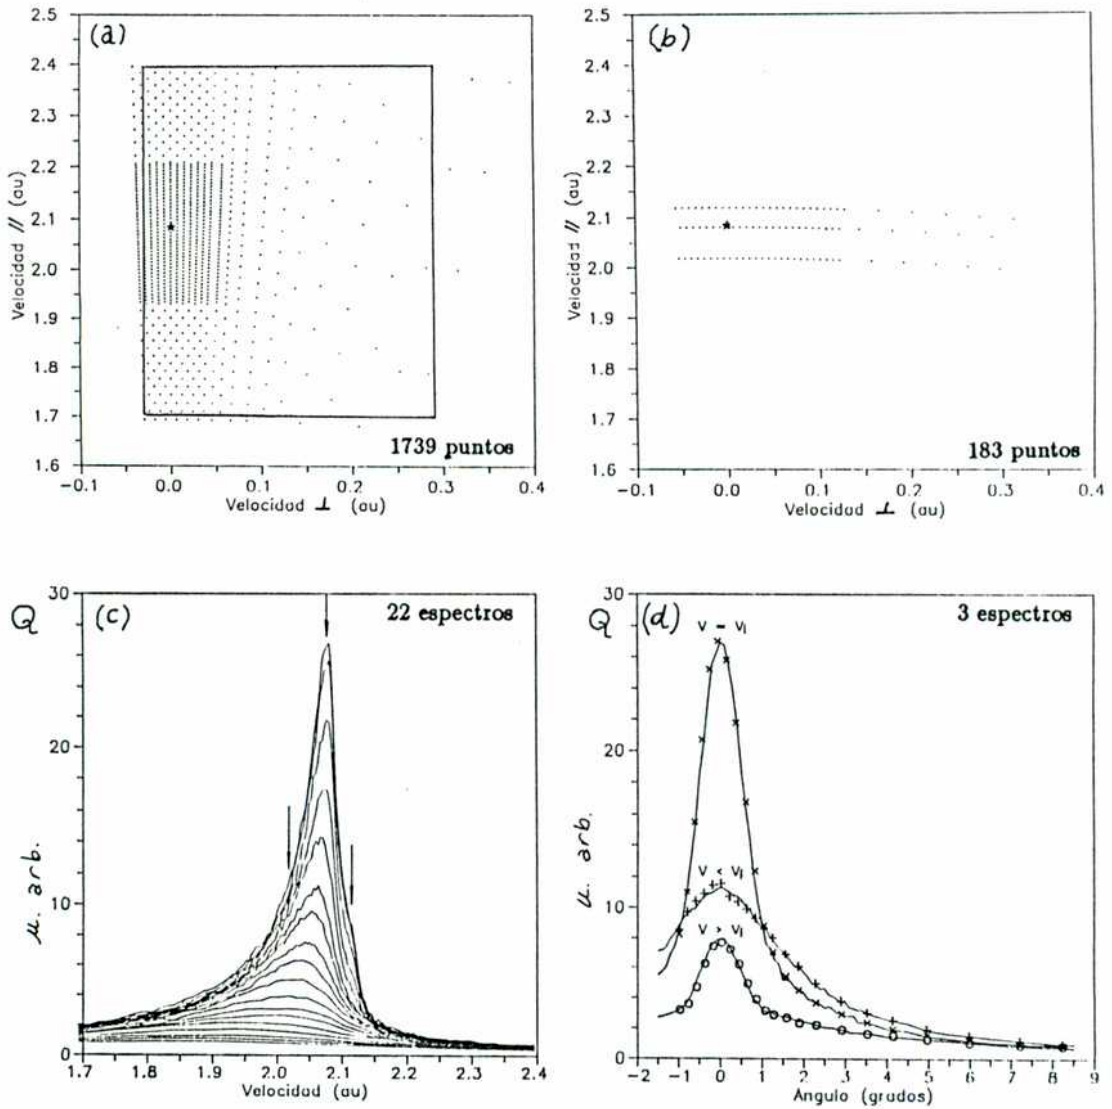 (a)
2.5
2.4
2.3
2.2
2.1
2.0
1.9
1.8
1.7
1.6
Velocidad // (au)
-0.1 0.0 0.1 0.2 0.3 0.4
Velocidad ⊥ (au)
1739 puntos
(b)
2.5
2.4
2.3
2.2
2.1
2.0
1.9
1.8
1.7
1.6
Velocidad // (au)
-0.1 0.0 0.1 0.2 0.3 0.4
Velocidad ⊥ (au)
183 puntos
Q (c)
22 espectros
30
20
10
0
u. arb.
1.7 1.8 1.9 2.0 2.1 2.2 2.3 2.4
Velocidad (au)
Q (d)
3 espectros
30
20
10
0
u. arb.
V = Vi
V < Vi
V > Vi
-2 -1 0 1 2 3 4 5 6 7 8 9
Angulo (grados)